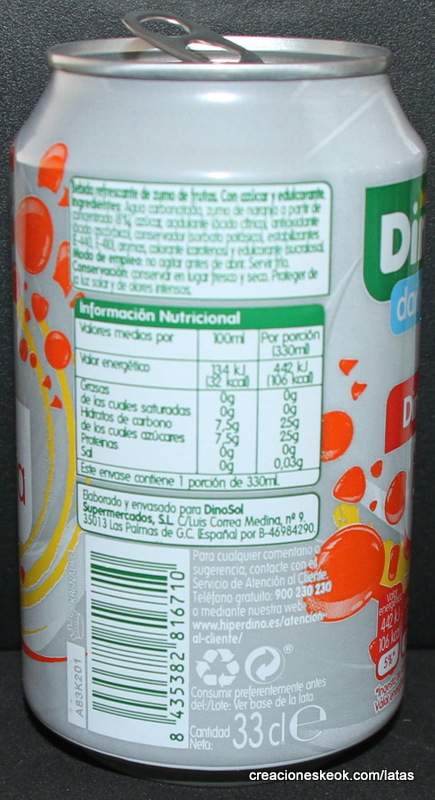 Bebida refrescante de zumo de frutas. Con azúcar y edulcorante.
Ingredientes: Agua carbonatada, zumo de naranja a partir de
concentrado (8%), azúcar, acidulante (ácido cítrico), antioxidante
(ácido ascórbico), conservador (sorbato potásico), estabilizantes
aromas, colorante (carotenos) y edulcorante (sucralosa).
Modo de empleo: no agitar antes de abrir. Servir frío.
Conservación: conservar en lugar fresco y seco. Proteger de
la luz solar y de olores intensos.
Información Nutricional
Valores medios por 100ml Por porción
(330ml)
Valor energético 134 kJ 442 kJ
(32 kcal) (106 kcal)
Grasas 0g 0g
de las cuales saturadas 0g 0g
Hidratos de carbono 7,5g 25g
de los cuales azúcares 7,5g 25g
Proteínas 0g 0g
Sal 0g 0,03g
Este envase contiene 1 porción de 330ml.
Elaborado y envasado para DinoSol
Supermercados, S.L. C/Luis Correa Medina, nº 9
35013 Las Palmas de G.C. (España) por B-46984290.
Para cualquier comentario o
sugerencia, contacte con el
Servicio de Atención al Cliente.
Teléfono gratuito: 900 230 230
o mediante nuestra web
www.hiperdino.es/atencion-
al-cliente/
A83K201
8 435382 816710
Consumir preferentemente antes
del:/Lote: Ver base de la lata
Cantidad
Neta: 33 cl e
Di
da
D
a
442 kJ
106 kcal
5%*
creacioneskeok.com/latas